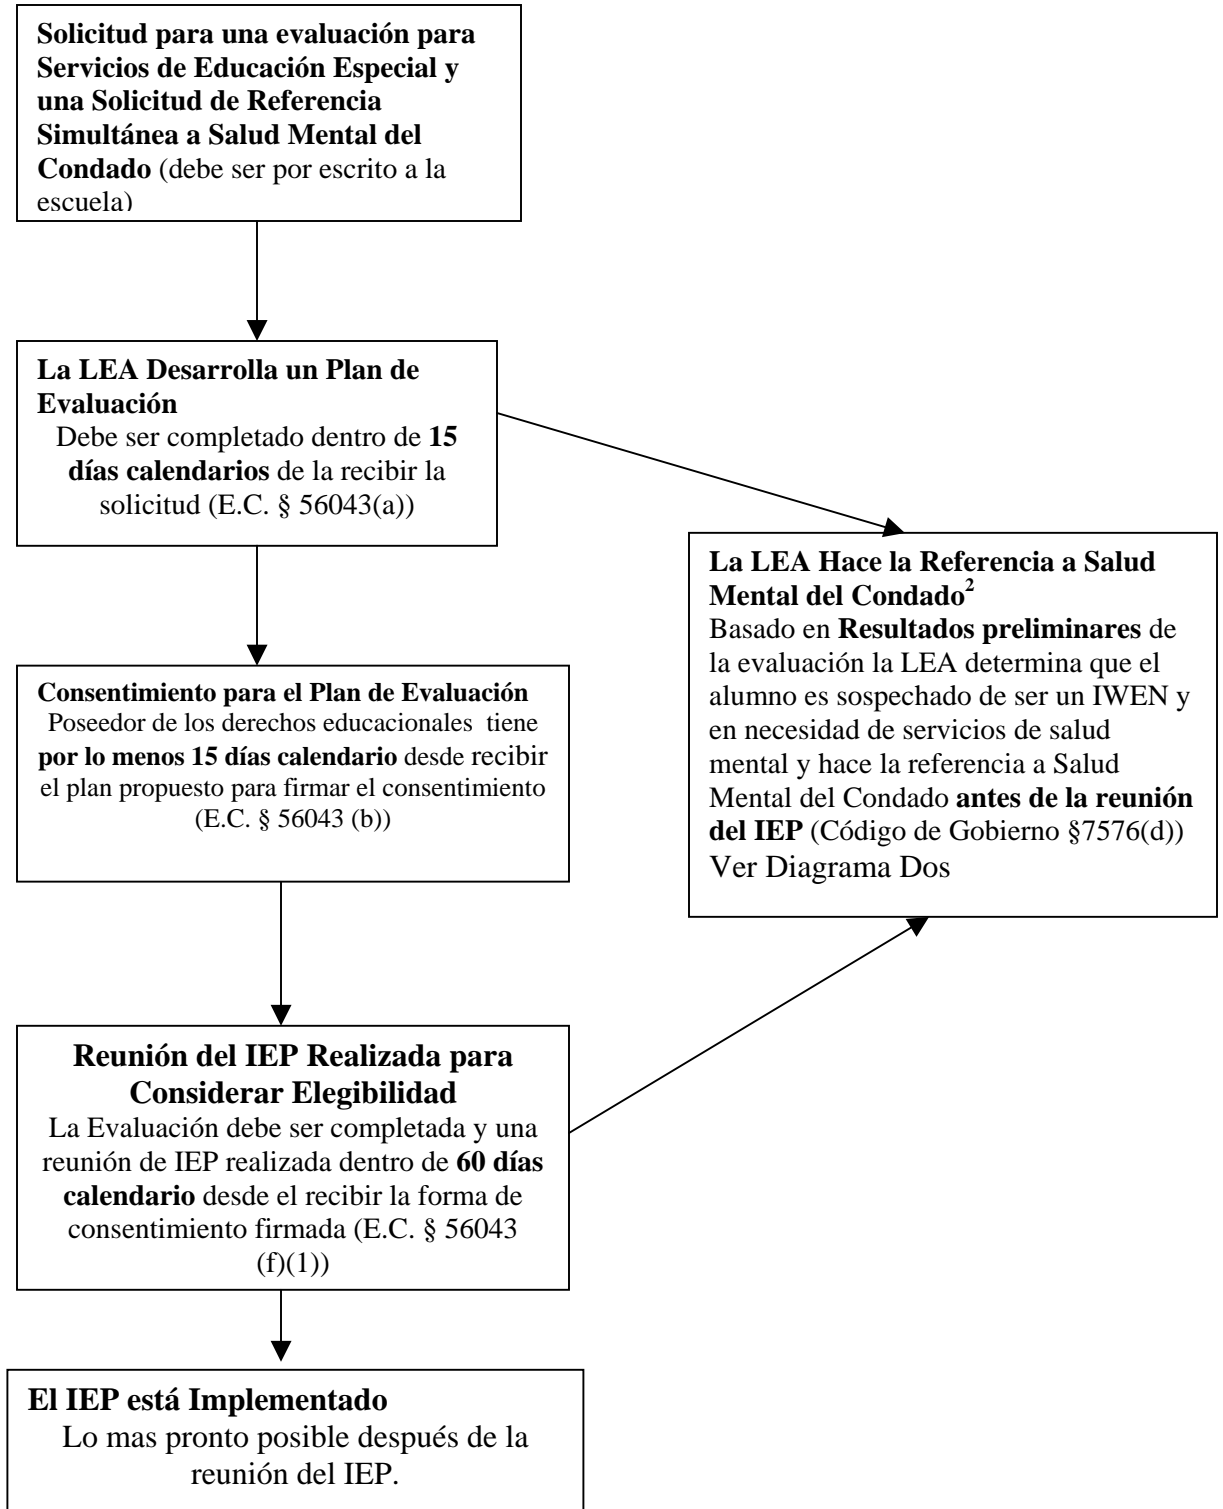 Solicitud para una evaluación para
Servicios de Educación Especial y
una Solicitud de Referencia
Simultánea a Salud Mental del
Condado (debe ser por escrito a la
escuela)
La LEA Desarrolla un Plan de
Evaluación
Debe ser completado dentro de 15
días calendarios de la recibir la
solicitud (E.C. § 56043(a))
La LEA Hace la Referencia a Salud
Mental del Condado²
Basado en Resultados preliminares de
la evaluación la LEA determina que el
alumno es sospechado de ser un IWEN y
en necesidad de servicios de salud
mental y hace la referencia a Salud
Mental del Condado antes de la reunión
del IEP (Código de Gobierno §7576(d))
Ver Diagrama Dos
Consentimiento para el Plan de Evaluación
Poseedor de los derechos educacionales tiene
por lo menos 15 días calendario desde recibir
el plan propuesto para firmar el consentimiento
(E.C. § 56043 (b))
Reunión del IEP Realizada para
Considerar Elegibilidad
La Evaluación debe ser completada y una
reunión de IEP realizada dentro de 60 días
calendario desde el recibir la forma de
consentimiento firmada (E.C. § 56043
(f)(1))
El IEP está Implementado
Lo mas pronto posible después de la
reunión del IEP.